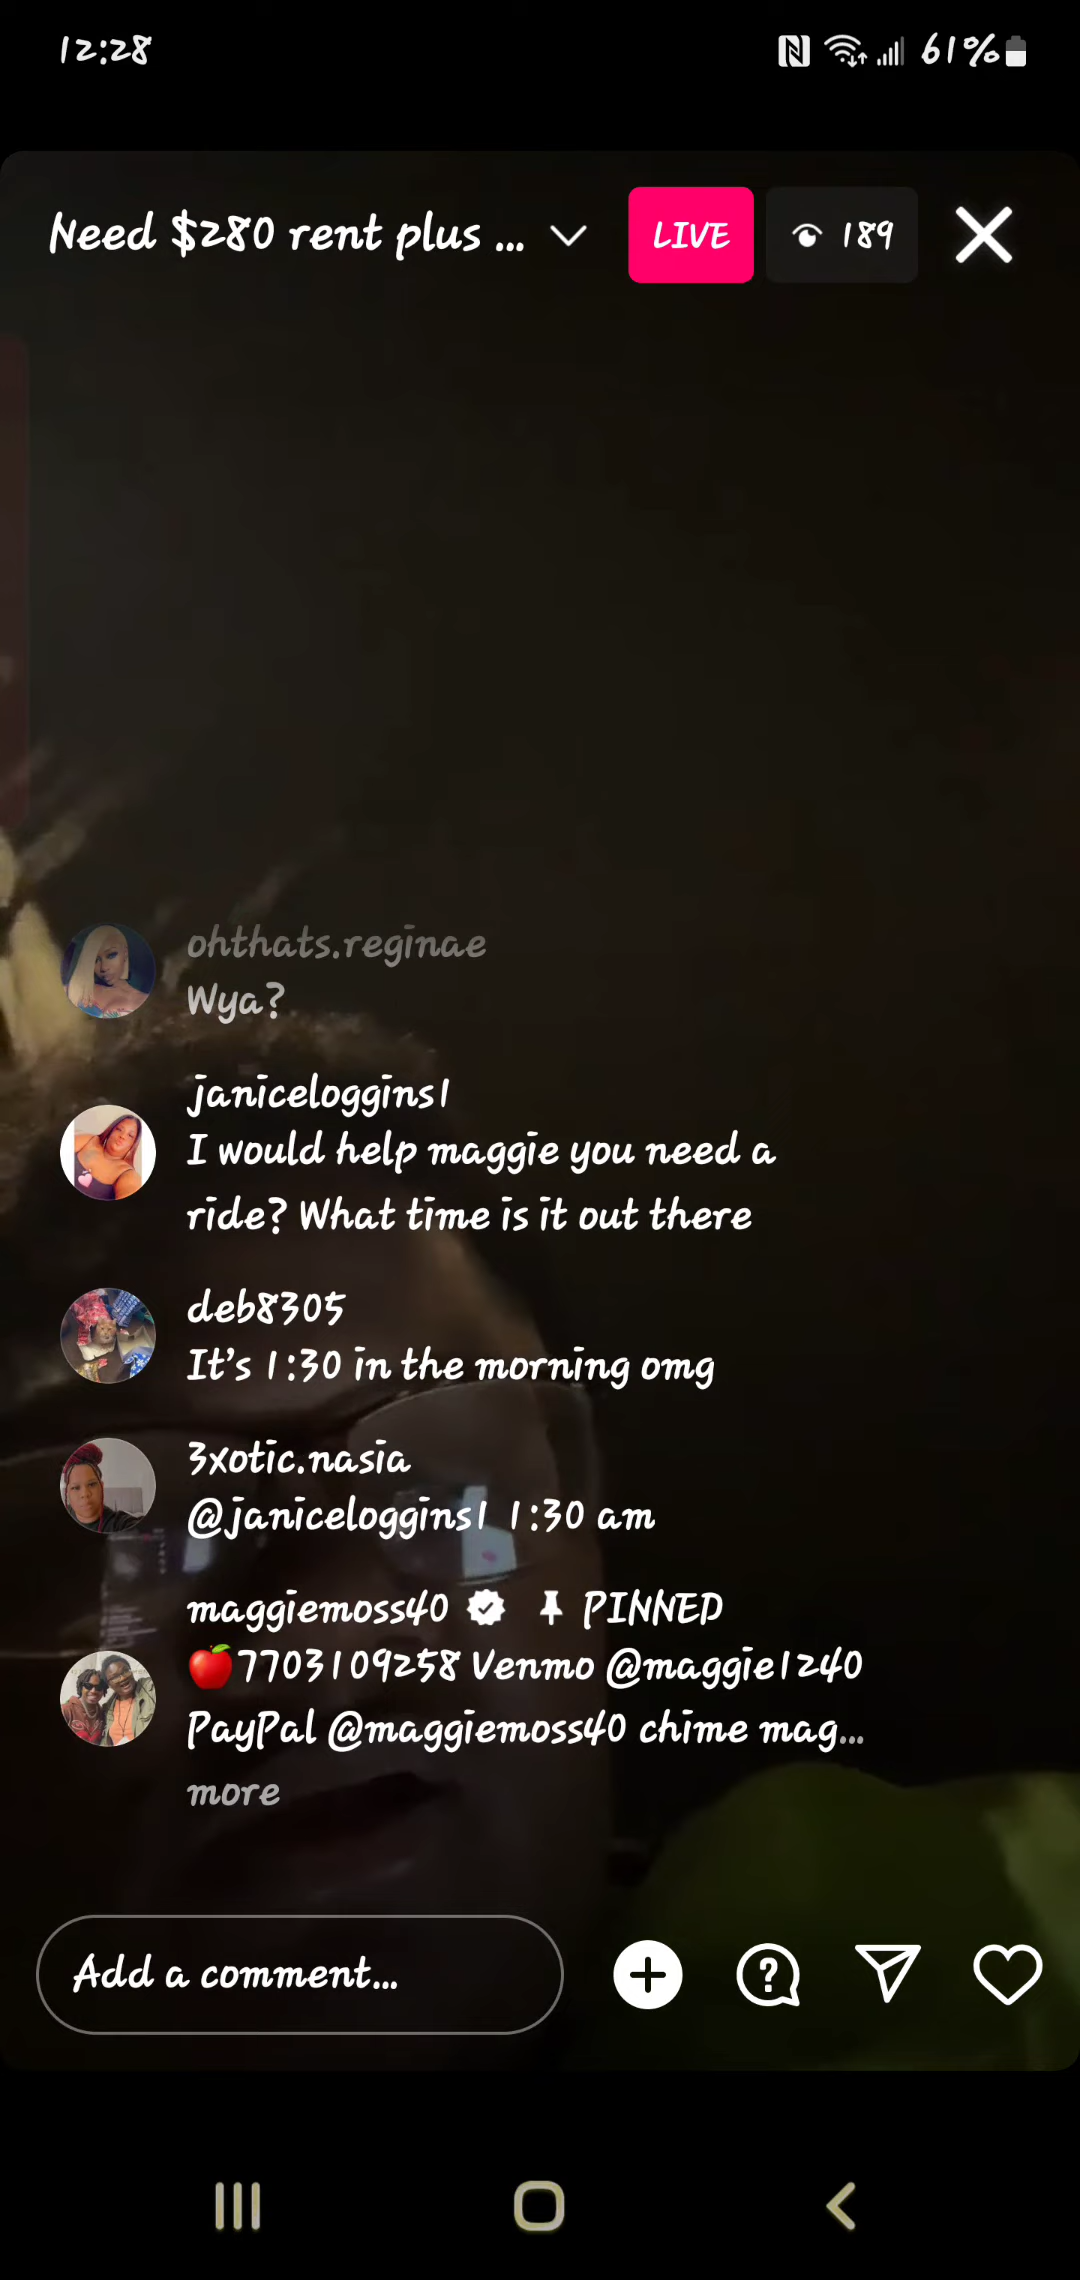 12:28
61%
Need $280 rent plus ...
LIVE
189
ohthats.reginae
Wya?
janiceloggins1
I would help maggie you need a
ride? What time is it out there
deb8305
It's 1:30 in the morning omg
3xotic.nasia
@janiceloggins1 1:30 am
maggiemoss40 PINNED
🍎7703109258 Venmo @maggie1240
PayPal @maggiemoss40 chime mag...
more
Add a comment...